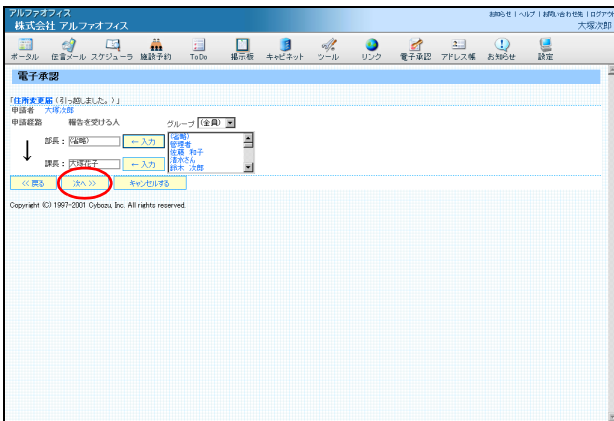 アルファオフィス
お知らせ | ヘルプ | お問い合わせ先 | ログアウト
株式会社 アルファオフィス
大塚次郎
ポータル 伝言メール スケジューラ 施設予約 ToDo 掲示板 キャビネット ツール リンク 電子承認 アドレス帳 お知らせ 設定
電子承認
「住所変更届(引っ越しました。)」
申請者 大塚次郎
申請経路 報告を受ける人 グループ (全員)
部長: (省略) ←入力
(省略)
管理者
佐藤 和子
清水さん
鈴木 次郎
↓
課長: 大塚花子 ←入力
<<戻る 次へ>> キャンセルする
Copyright (C) 1997-2001 Cybozu, Inc. All rights reserved.